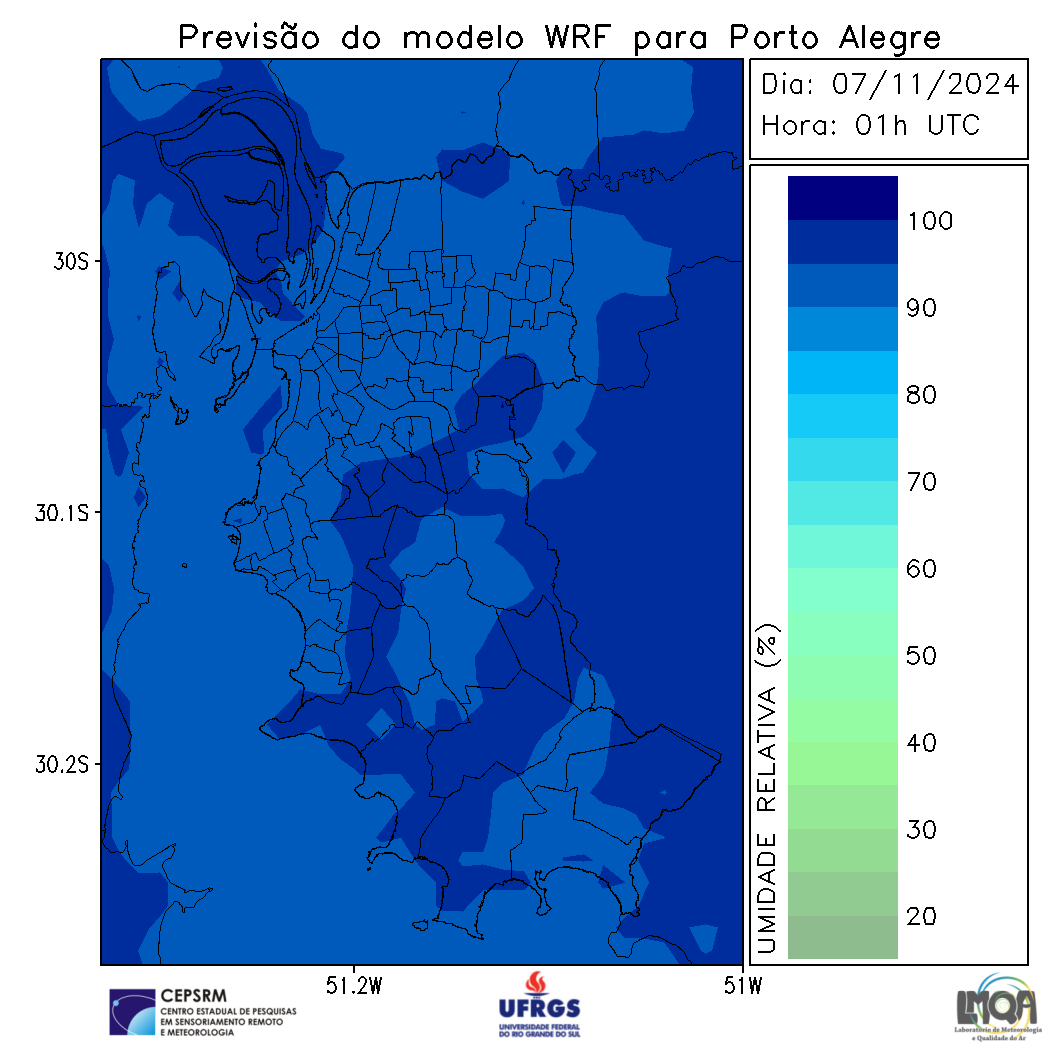 Previsão do modelo WRF para Porto Alegre
Dia: 07/11/2024
Hora: 01h UTC
30S
30.1S
30.2S
51.2W
51W
100
90
80
70
60
50
40
30
20
UMIDADE RELATIVA (%)
CEPSRM
CENTRO ESTADUAL DE PESQUISAS
EM SENSORIAMENTO REMOTO
E METEOROLOGIA
UFRGS
UNIVERSIDADE FEDERAL
DO RIO GRANDE DO SUL
LMQA
Laboratório de Meteorologia
e Qualidade do Ar